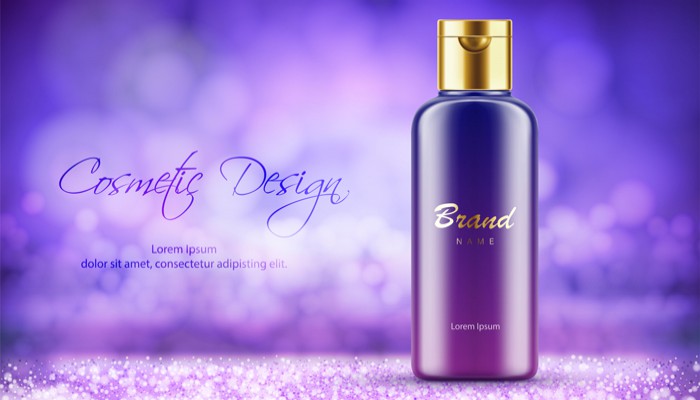 Cosmetic Design
Lorem Ipsum
dolor sit amet, consectetur adipisting elit.
Brand
NAME
Lorem Ipsum